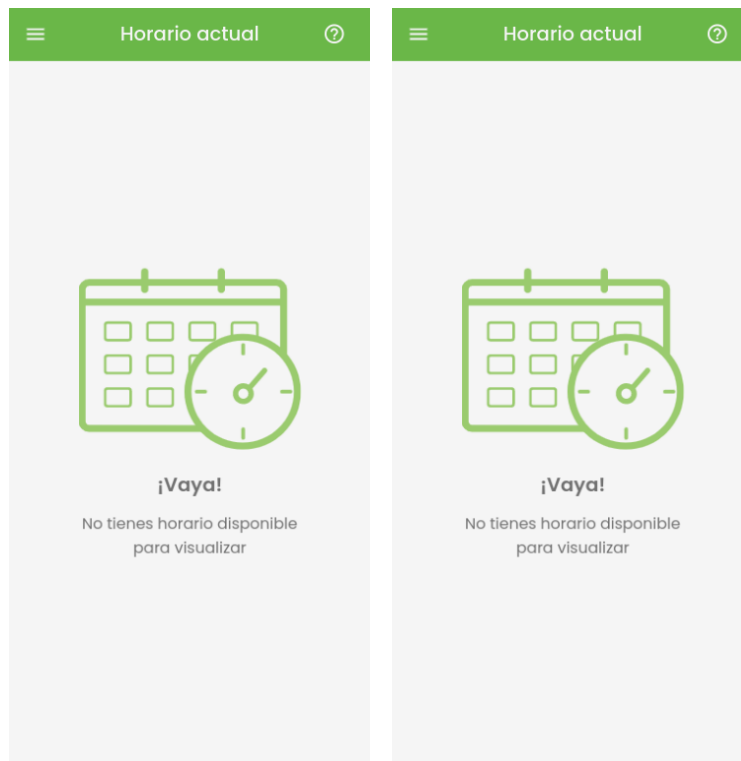 Horario actual
¡Vaya!
No tienes horario disponible
para visualizar
Horario actual
¡Vaya!
No tienes horario disponible
para visualizar